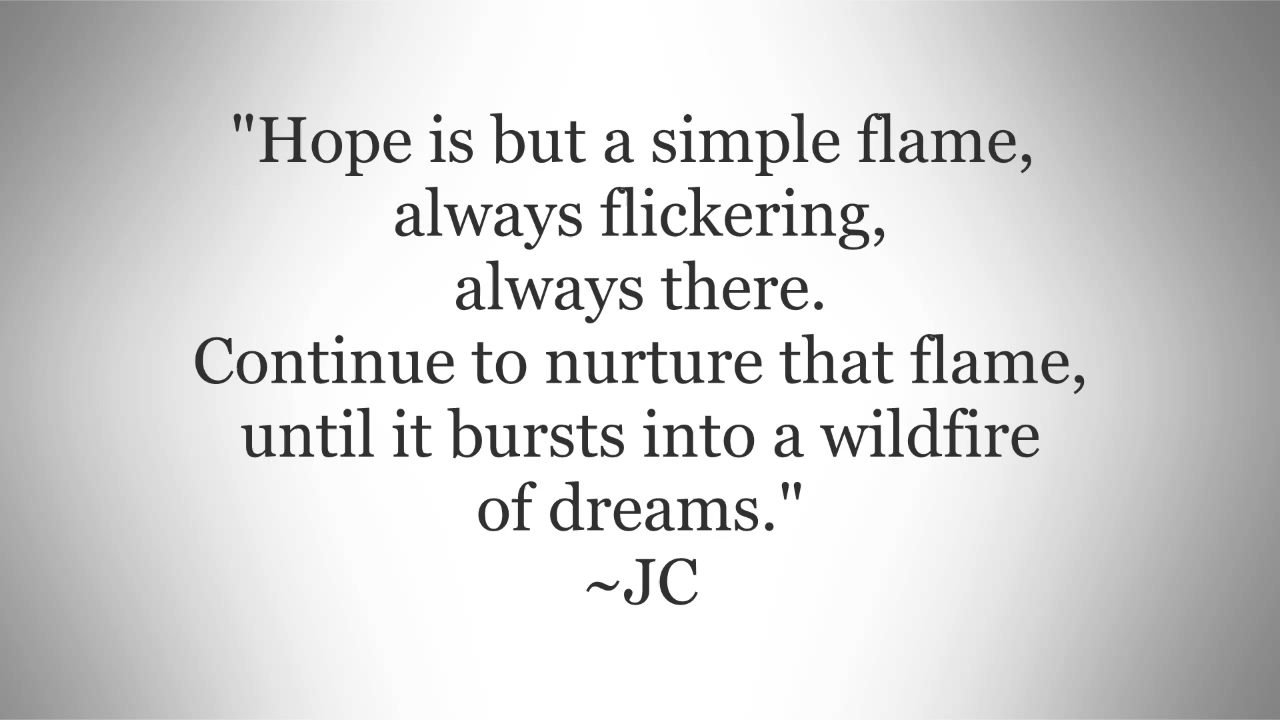 "Hope is but a simple flame,
always flickering,
always there.
Continue to nurture that flame,
until it bursts into a wildfire
of dreams."
~JC